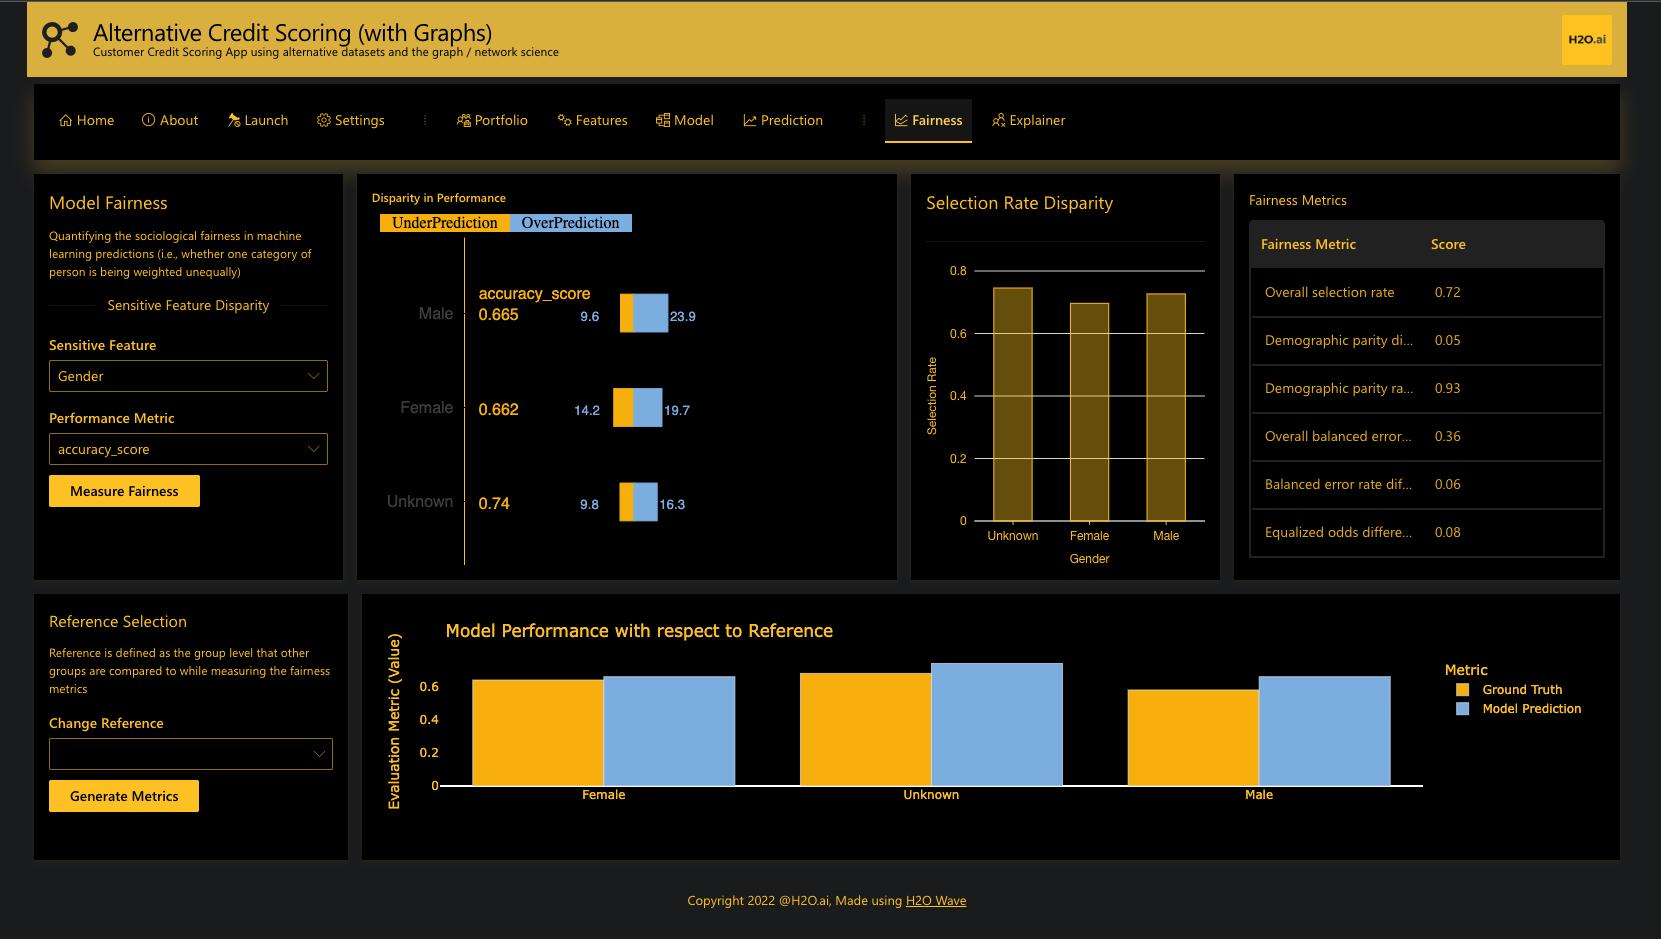 Alternative Credit Scoring (with Graphs)
Customer Credit Scoring App using alternative datasets and the graph / network science
H2O.ai
Home
About
Launch
Settings
Portfolio
Features
Model
Prediction
Fairness
Explainer
Model Fairness
Quantifying the sociological fairness in machine
learning predictions (i.e., whether one category of
person is being weighted unequally)
Sensitive Feature Disparity
Sensitive Feature
Gender
Performance Metric
accuracy_score
Measure Fairness
Disparity in Performance
UnderPrediction OverPrediction
accuracy_score
Male 0.665 9.6 23.9
Female 0.662 14.2 19.7
Unknown 0.74 9.8 16.3
Selection Rate Disparity
Selection Rate
0.8
0.6
0.4
0.2
0
Unknown Female Male
Gender
Fairness Metrics
Fairness Metric Score
Overall selection rate 0.72
Demographic parity di... 0.05
Demographic parity ra... 0.93
Overall balanced error... 0.36
Balanced error rate dif... 0.06
Equalized odds differe... 0.08
Reference Selection
Reference is defined as the group level that other
groups are compared to while measuring the fairness
metrics
Change Reference
Generate Metrics
Model Performance with respect to Reference
Evaluation Metric (Value)
0.6
0.4
0.2
0
Female Unknown Male
Metric
Ground Truth
Model Prediction
Copyright 2022 @H2O.ai, Made using H2O Wave